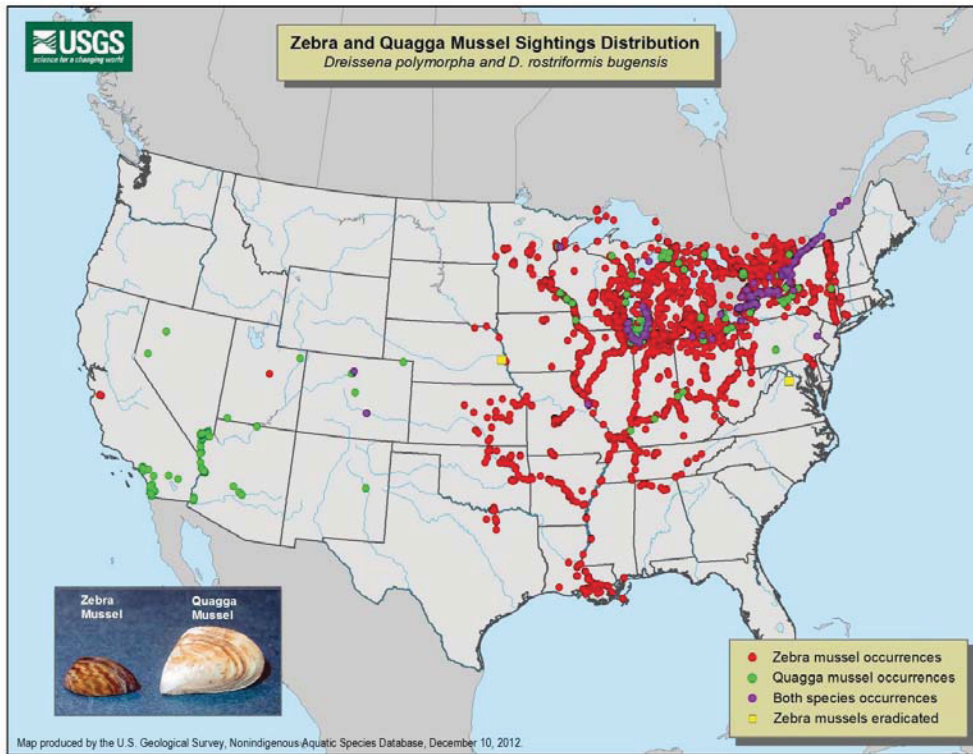 USGS
science for a changing world
Zebra and Quagga Mussel Sightings Distribution
Dreissena polymorpha and D. rostriformis bugensis
Zebra
Mussel
Quagga
Mussel
Zebra mussel occurrences
Quagga mussel occurrences
Both species occurrences
Zebra mussels eradicated
Map produced by the U.S. Geological Survey, Nonindigenous Aquatic Species Database, December 10, 2012.